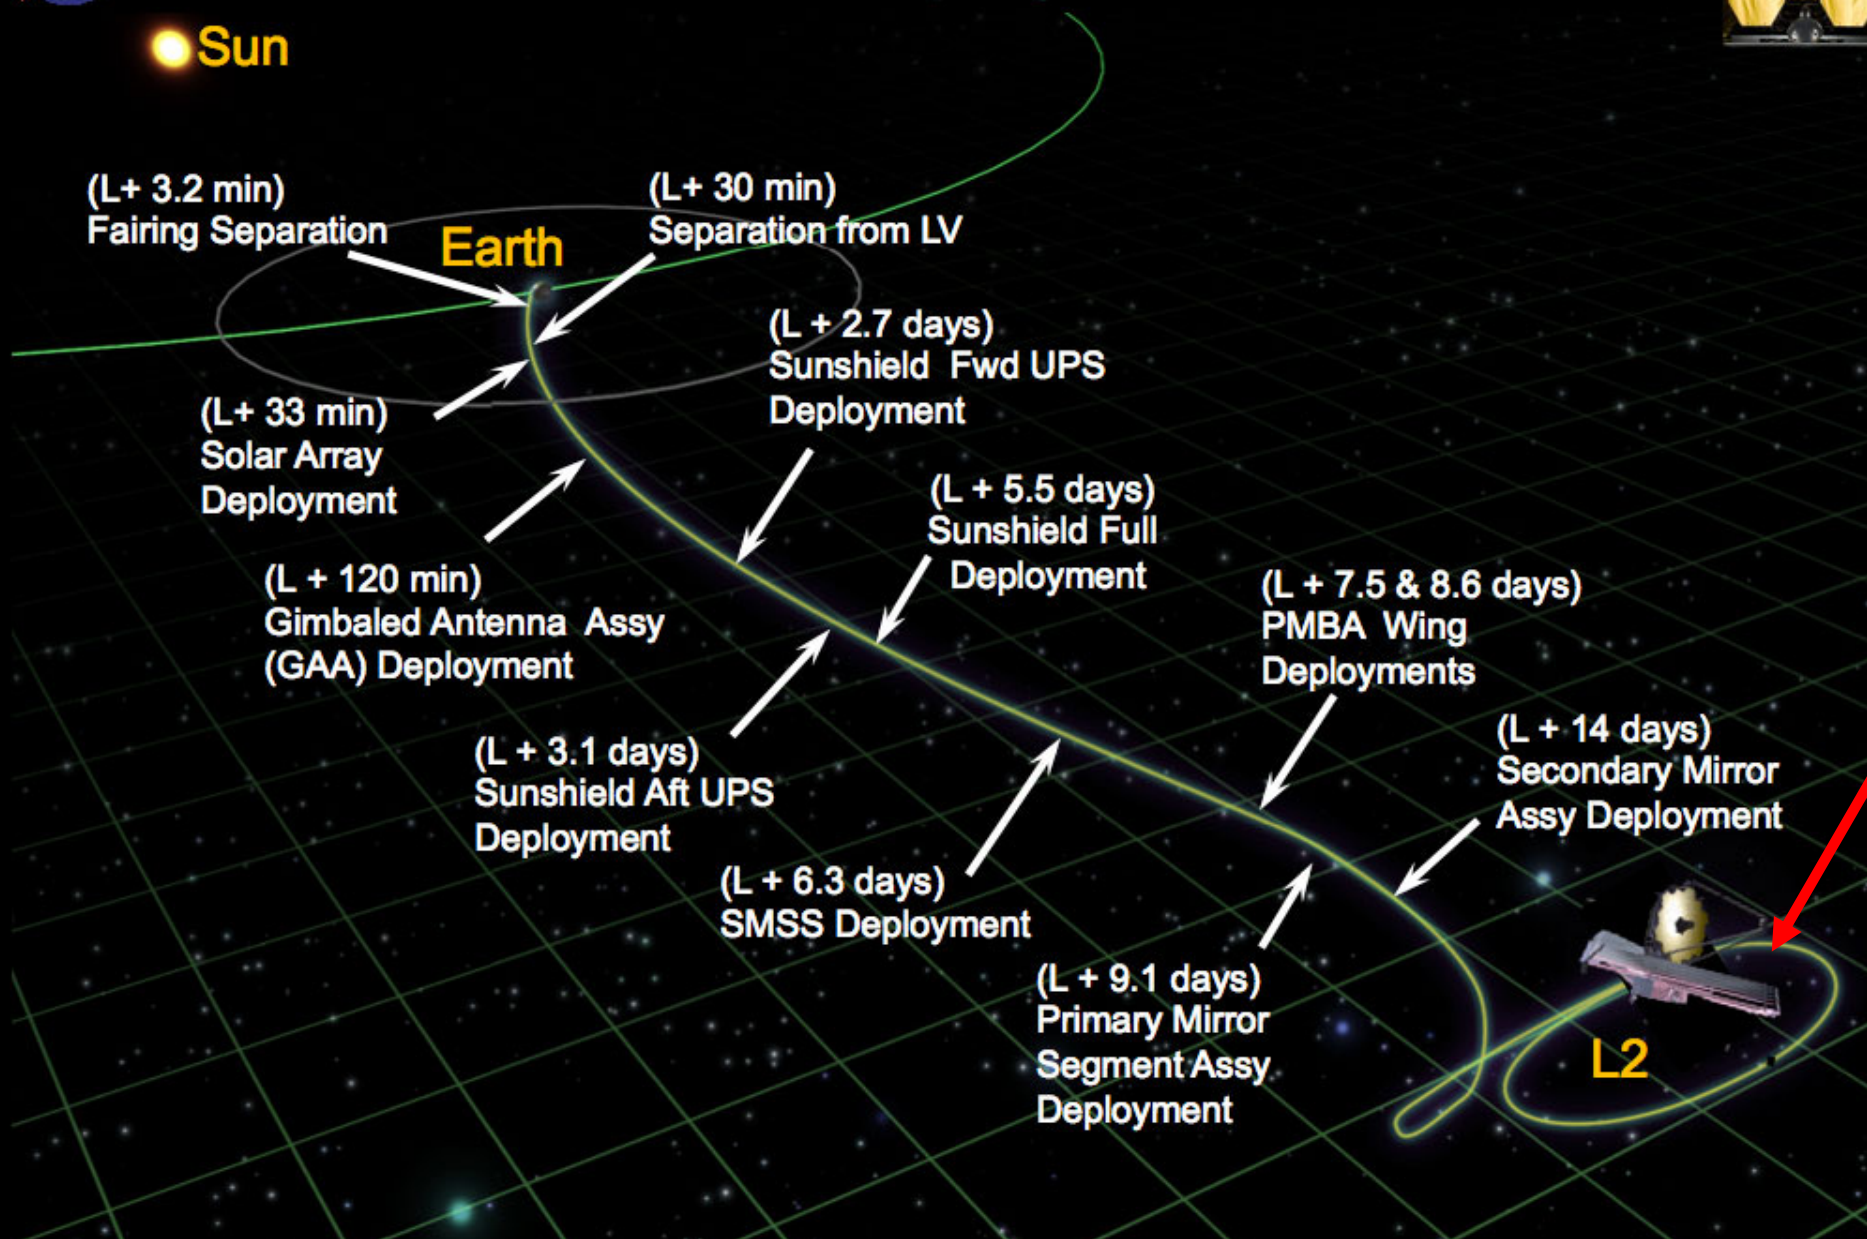 Sun
(L+ 3.2 min)
Fairing Separation
Earth
(L+ 30 min)
Separation from LV
(L + 2.7 days)
Sunshield Fwd UPS
Deployment
(L+ 33 min)
Solar Array
Deployment
(L + 5.5 days)
Sunshield Full
Deployment
(L + 120 min)
Gimbaled Antenna Assy
(GAA) Deployment
(L + 7.5 & 8.6 days)
PMBA Wing
Deployments
(L + 3.1 days)
Sunshield Aft UPS
Deployment
(L + 14 days)
Secondary Mirror
Assy Deployment
(L + 6.3 days)
SMSS Deployment
(L + 9.1 days)
Primary Mirror
Segment Assy
Deployment
L2